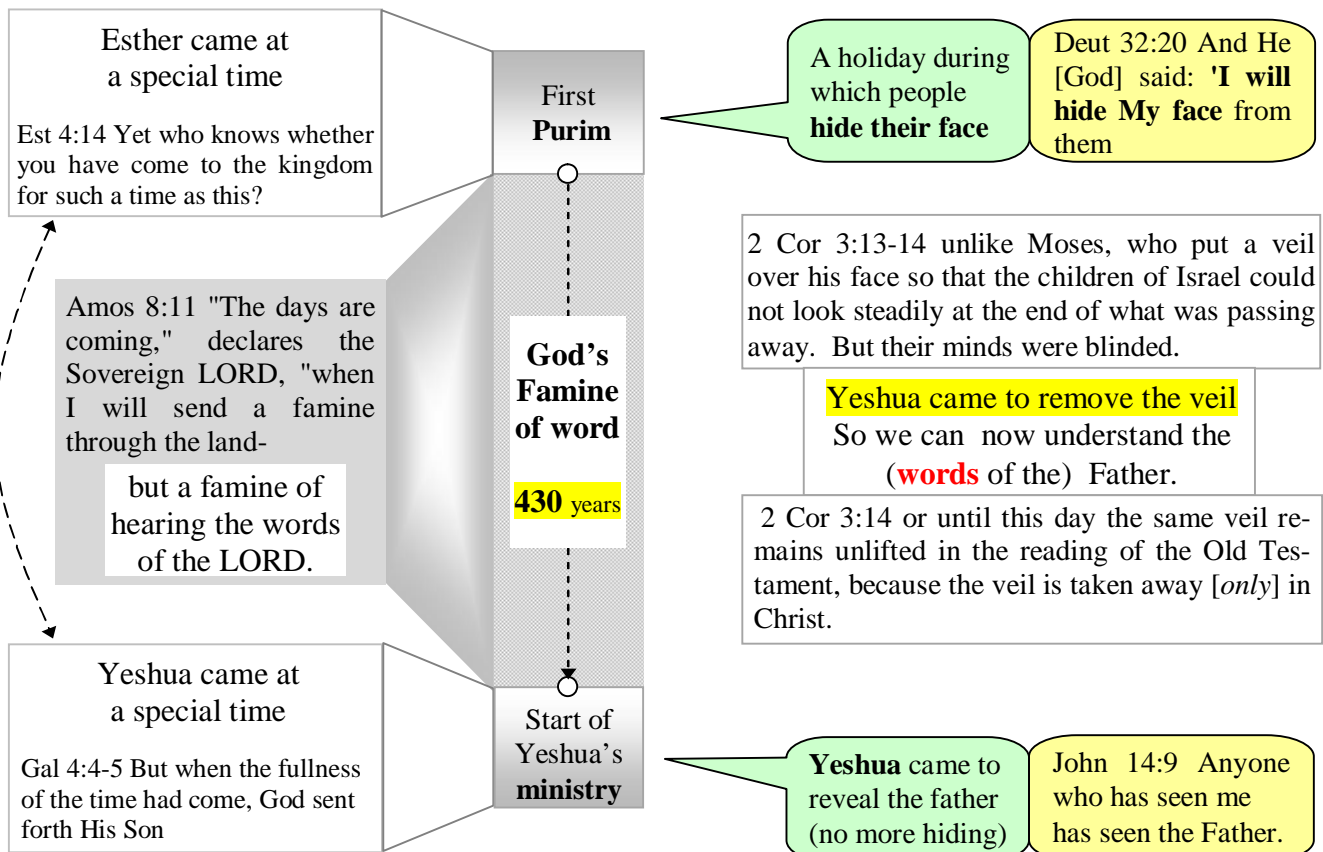 Esther came at
a special time
Est 4:14 Yet who knows whether
you have come to the kingdom
for such a time as this?
First
Purim
A holiday during
which people
hide their face
Deut 32:20 And He
[God] said: 'I will
hide My face from
them
Amos 8:11 "The days are
coming," declares the
Sovereign LORD, "when
I will send a famine
through the land-
but a famine of
hearing the words
of the LORD.
God's
Famine
of word
430 years
2 Cor 3:13-14 unlike Moses, who put a veil
over his face so that the children of Israel could
not look steadily at the end of what was passing
away. But their minds were blinded.
Yeshua came to remove the veil
So we can now understand the
(words of the) Father.
2 Cor 3:14 or until this day the same veil re-
mains unlifted in the reading of the Old Tes-
tament, because the veil is taken away [only] in
Christ.
Yeshua came at
a special time
Gal 4:4-5 But when the fullness
of the time had come, God sent
forth His Son
Start of
Yeshua's
ministry
Yeshua came to
reveal the father
(no more hiding)
John 14:9 Anyone
who has seen me
has seen the Father.